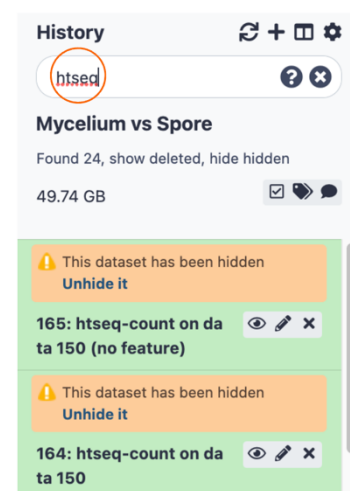 History
htseq
Mycelium vs Spore
Found 24, show deleted, hide hidden
49.74 GB
This dataset has been hidden
Unhide it
165: htseq-count on da
ta 150 (no feature)
This dataset has been hidden
Unhide it
164: htseq-count on da
ta 150